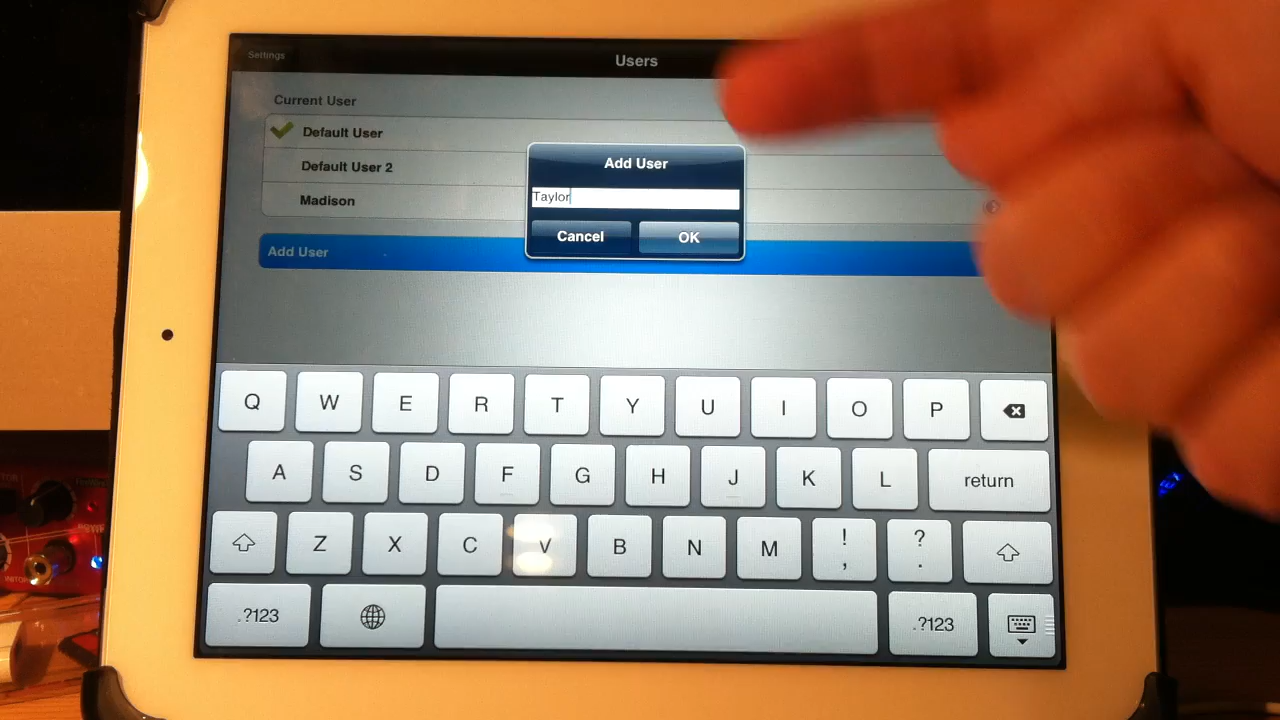 Settings
Users
Current User
Default User
Default User 2
Madison
Add User
Add User
Taylor
Cancel
OK
Q W E R T Y U I O P
A S D F G H J K L return
Z X C V B N M ! , ? .
.?123 .?123